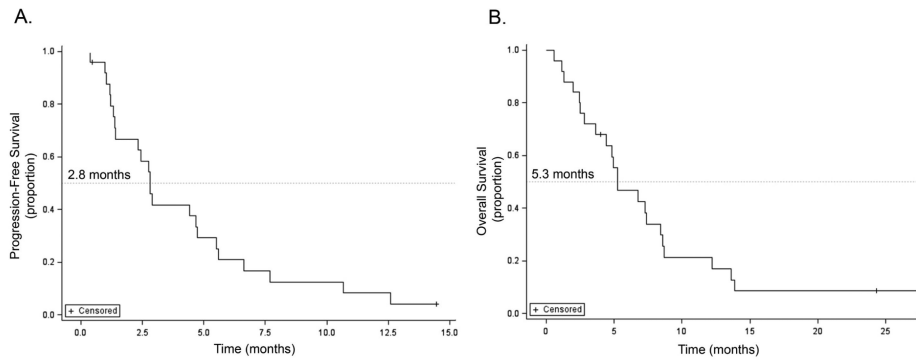 A.
Progression-Free Survival
(proportion)
1.0
0.8
0.6
0.4
0.2
0.0
2.8 months
+ Censored
0.0 2.5 5.0 7.5 10.0 12.5 15.0
Time (months)
B.
Overall Survival
(proportion)
1.0
0.8
0.6
0.4
0.2
0.0
5.3 months
+ Censored
0 5 10 15 20 25
Time (months)